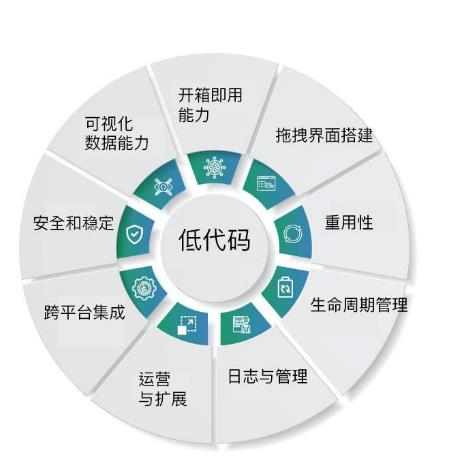 开箱即用
能力
拖拽界面搭建
重用性
生命周期管理
日志与管理
运营
与扩展
跨平台集成
安全和稳定
可视化
数据能力
低代码